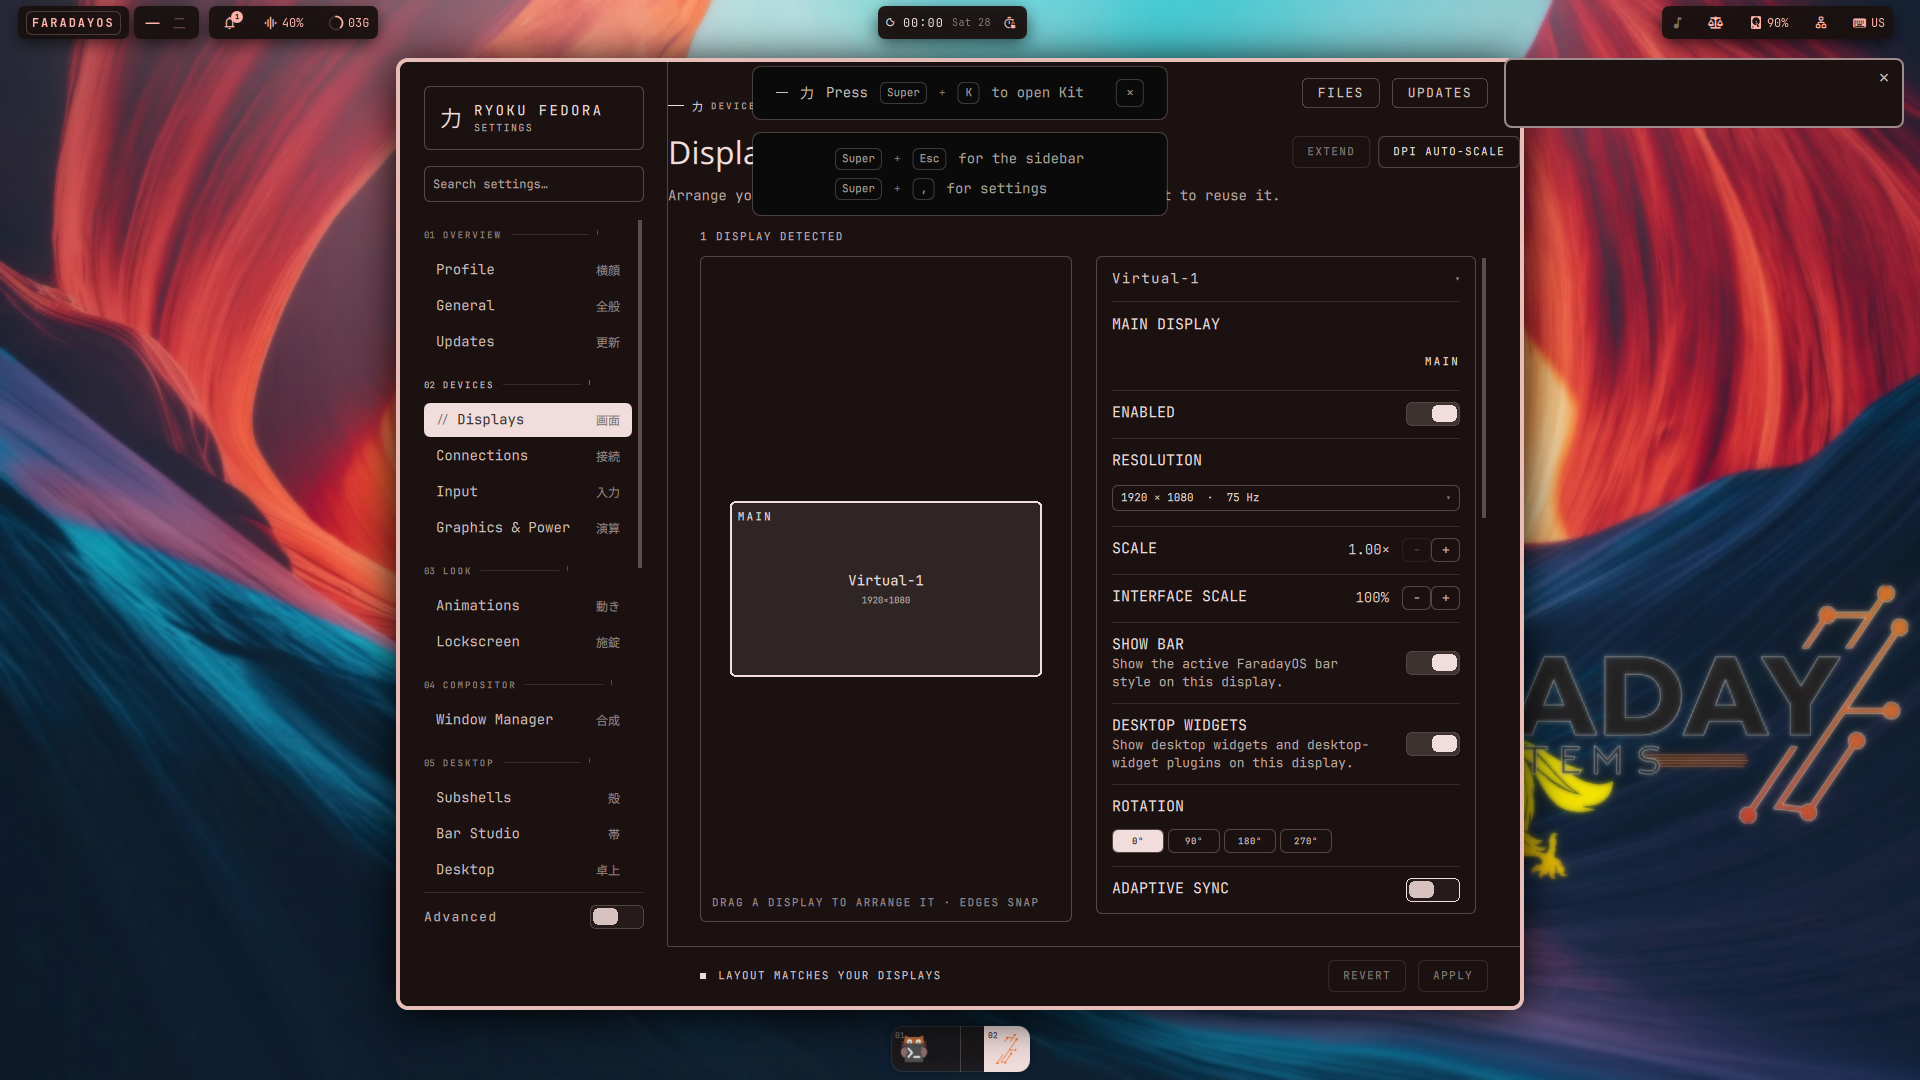 FARADAYOS
1
40%
03G
00:00 Sat 28
90%
US
力 RYOKU FEDORA
SETTINGS
Search settings…
01 OVERVIEW
Profile 横顔
General 全般
Updates 更新
02 DEVICES
// Displays 画面
Connections 接続
Input 入力
Graphics & Power 演算
03 LOOK
Animations 動き
Lockscreen 施錠
04 COMPOSITOR
Window Manager 合成
05 DESKTOP
Subshells 殻
Bar Studio 帯
Desktop 卓上
Advanced
— 力 DEVICE
— 力 Press Super + K to open Kit ×
Super + Esc for the sidebar
Super + , for settings
FILES UPDATES
×
Displa
EXTEND DPI AUTO-SCALE
Arrange yo
t to reuse it.
1 DISPLAY DETECTED
MAIN
Virtual-1
1920×1080
DRAG A DISPLAY TO ARRANGE IT · EDGES SNAP
Virtual-1
MAIN DISPLAY
MAIN
ENABLED
RESOLUTION
1920 × 1080 · 75 Hz
SCALE 1.00× - +
INTERFACE SCALE 100% - +
SHOW BAR
Show the active FaradayOS bar
style on this display.
DESKTOP WIDGETS
Show desktop widgets and desktop-
widget plugins on this display.
ROTATION
0° 90° 180° 270°
ADAPTIVE SYNC
LAYOUT MATCHES YOUR DISPLAYS
REVERT APPLY
ADAY
TEMS
01
02